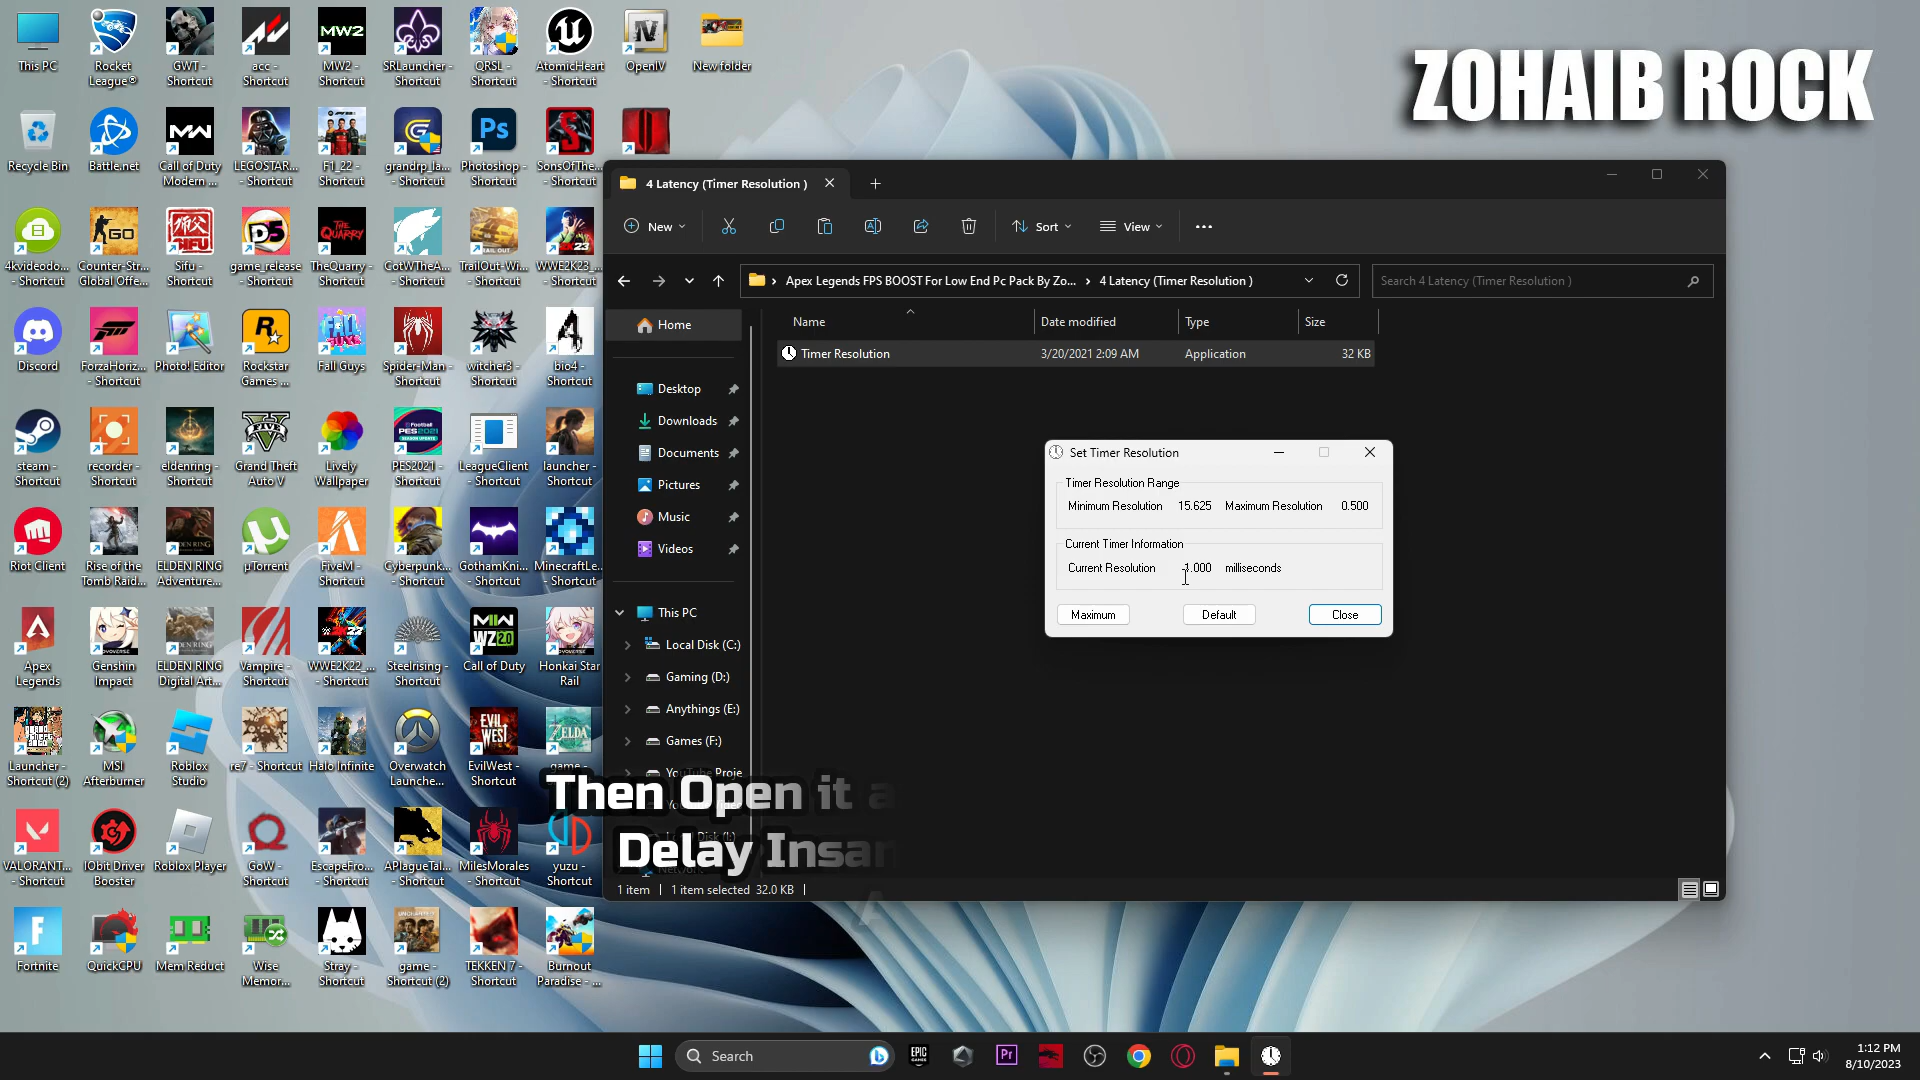 ZOHAIB ROCK
This PC
Rocket League®
GWT - Shortcut
acc - Shortcut
MW2 - Shortcut
SRLauncher - Shortcut
QRSL - Shortcut
AtomicHeart - Shortcut
OpenIV
New folder
Recycle Bin
Battle.net
Call of Duty Modern ...
LEGOSTAR... - Shortcut
F1_22 - Shortcut
grandrp_la... - Shortcut
Photoshop - Shortcut
SonsOfThe... - Shortcut
4kvideodo... - Shortcut
Counter-Str... Global Offe...
Sifu - Shortcut
game_release - Shortcut
TheQuarry - Shortcut
CotWTheA... - Shortcut
TrailOut-Wi... - Shortcut
WWE2K23_... - Shortcut
Discord
ForzaHoriz... - Shortcut
Photo! Editor
Rockstar Games ...
Fall Guys
Spider-Man - Shortcut
witcher3 - Shortcut
bio4 - Shortcut
steam - Shortcut
recorder - Shortcut
eldenring - Shortcut
Grand Theft Auto V
Lively Wallpaper
PES2021 - Shortcut
LeagueClient - Shortcut
launcher - Shortcut
Riot Client
Rise of the Tomb Raid...
ELDEN RING Adventure...
µTorrent
FiveM - Shortcut
Cyberpunk... - Shortcut
GothamKni... - Shortcut
MinecraftLe... - Shortcut
Apex Legends
Genshin Impact
ELDEN RING Digital Art...
Vampire - Shortcut
WWE2K22_... - Shortcut
Steelrising - Shortcut
Call of Duty
Honkai Star Rail
Launcher - Shortcut (2)
MSI Afterburner
Roblox Studio
re7 - Shortcut
Halo Infinite
Overwatch Launche...
EvilWest - Shortcut
game - Shortcut
VALORANT... - Shortcut
IObit Driver Booster
Roblox Player
GoW - Shortcut
EscapeFro... - Shortcut
APlagueTal... - Shortcut
MilesMorales - Shortcut
yuzu - Shortcut
Fortnite
QuickCPU
Mem Reduct
Wise Memor...
Stray - Shortcut
game - Shortcut (2)
TEKKEN 7 - Shortcut
Burnout Paradise - ...
4 Latency (Timer Resolution )
New
Sort
View
Apex Legends FPS BOOST For Low End Pc Pack By Zo... > 4 Latency (Timer Resolution )
Search 4 Latency (Timer Resolution )
Home
Desktop
Downloads
Documents
Pictures
Music
Videos
This PC
Local Disk (C:)
Gaming (D:)
Anythings (E:)
Games (F:)
YouTube Proje
Name Date modified Type Size
Timer Resolution 3/20/2021 2:09 AM Application 32 KB
Set Timer Resolution
Timer Resolution Range
Minimum Resolution 15.625 Maximum Resolution 0.500
Current Timer Information
Current Resolution 1.000 milliseconds
Maximum Default Close
Then Open it a
Delay Insan
A
1 item 1 item selected 32.0 KB
Search
1:12 PM
8/10/2023